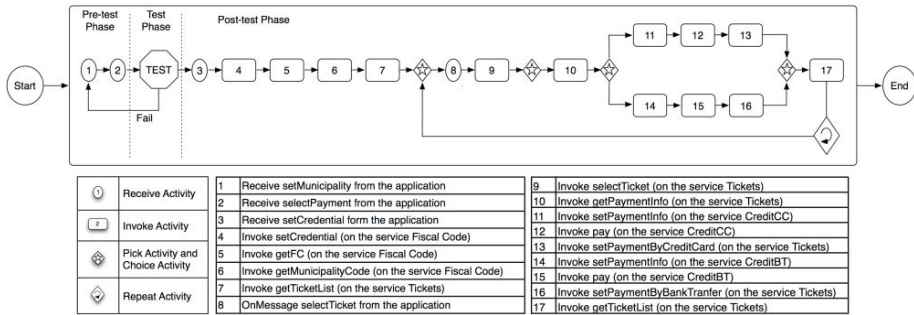 Pre-test Phase
Test Phase
Post-test Phase
Start
1
2
TEST
3
4
5
6
7
8
9
10
11
12
13
14
15
16
17
End
Fail
1 Receive Activity
2 Invoke Activity
Pick Activity and
Choice Activity
Repeat Activity
1 Receive setMunicipality from the application
2 Receive selectPayment from the application
3 Receive setCredential form the application
4 Invoke setCredential (on the service Fiscal Code)
5 Invoke getFC (on the service Fiscal Code)
6 Invoke getMunicipalityCode (on the service Fiscal Code)
7 Invoke getTicketList (on the service Tickets)
8 OnMessage selectTicket from the application
9 Invoke selectTicket (on the service Tickets)
10 Invoke getPaymentInfo (on the service Tickets)
11 Invoke setPaymentInfo (on the service CreditCC)
12 Invoke pay (on the service CreditCC)
13 Invoke setPaymentByCreditCard (on the service Tickets)
14 Invoke setPaymentInfo (on the service CreditBT)
15 Invoke pay (on the service CreditBT)
16 Invoke setPaymentByBankTranfer (on the service Tickets)
17 Invoke getTicketList (on the service Tickets)